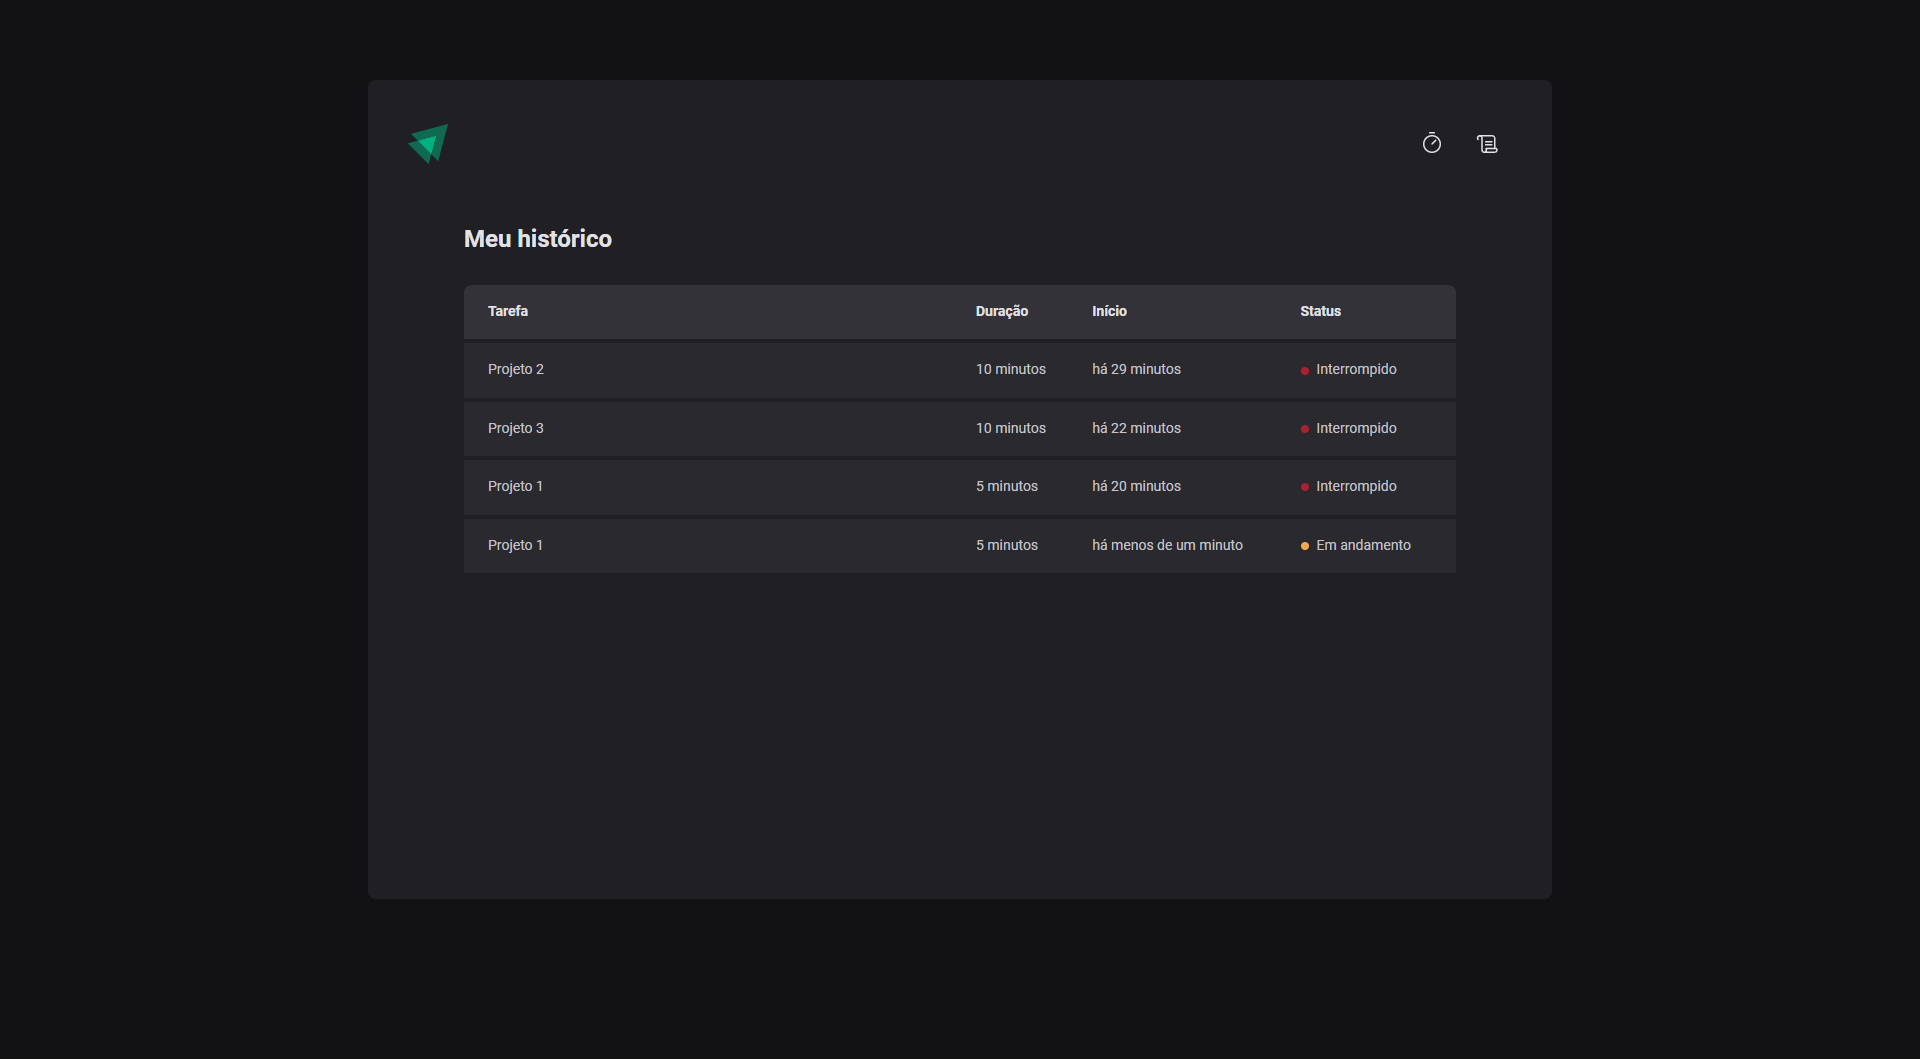 Meu histórico
Tarefa Duração Início Status
Projeto 2 10 minutos há 29 minutos Interrompido
Projeto 3 10 minutos há 22 minutos Interrompido
Projeto 1 5 minutos há 20 minutos Interrompido
Projeto 1 5 minutos há menos de um minuto Em andamento